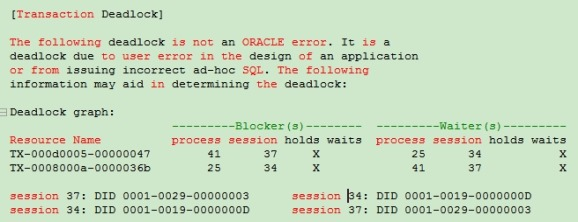 [Transaction Deadlock]
The following deadlock is not an ORACLE error. It is a
deadlock due to user error in the design of an application
or from issuing incorrect ad-hoc SQL. The following
information may aid in determining the deadlock:
Deadlock graph:
---------Blocker(s)-------- ---------Waiter(s)---------
Resource Name process session holds waits process session holds waits
TX-000d0005-00000047 41 37 X 25 34 X
TX-0008000a-0000036b 25 34 X 41 37 X
session 37: DID 0001-0029-00000003 session 34: DID 0001-0019-0000000D
session 34: DID 0001-0019-0000000D session 37: DID 0001-0029-00000003